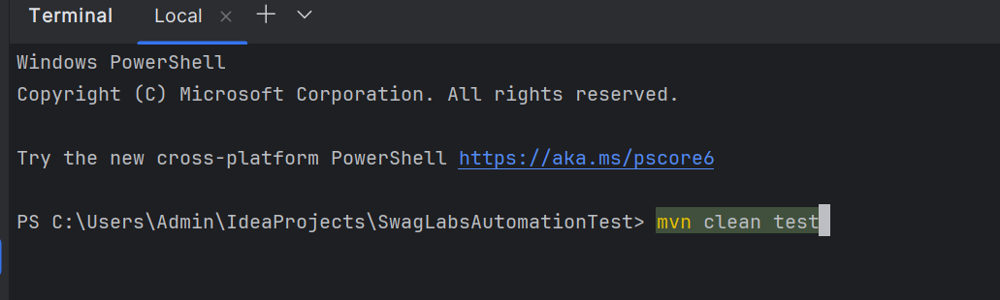 Terminal Local
Windows PowerShell
Copyright (C) Microsoft Corporation. All rights reserved.
Try the new cross-platform PowerShell https://aka.ms/pscore6
PS C:\Users\Admin\IdeaProjects\SwagLabsAutomationTest> mvn clean test